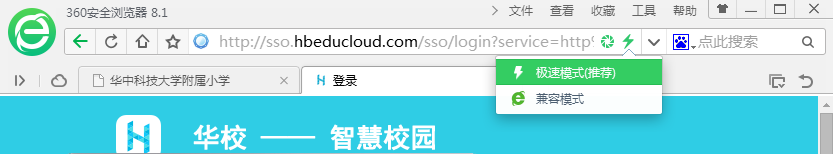 360安全浏览器 8.1
文件 查看 收藏 工具 帮助
http://sso.hbeducloud.com/sso/login?service=http% 点此搜索
华中科技大学附属小学 登录
极速模式(推荐)
兼容模式
华校 —— 智慧校园